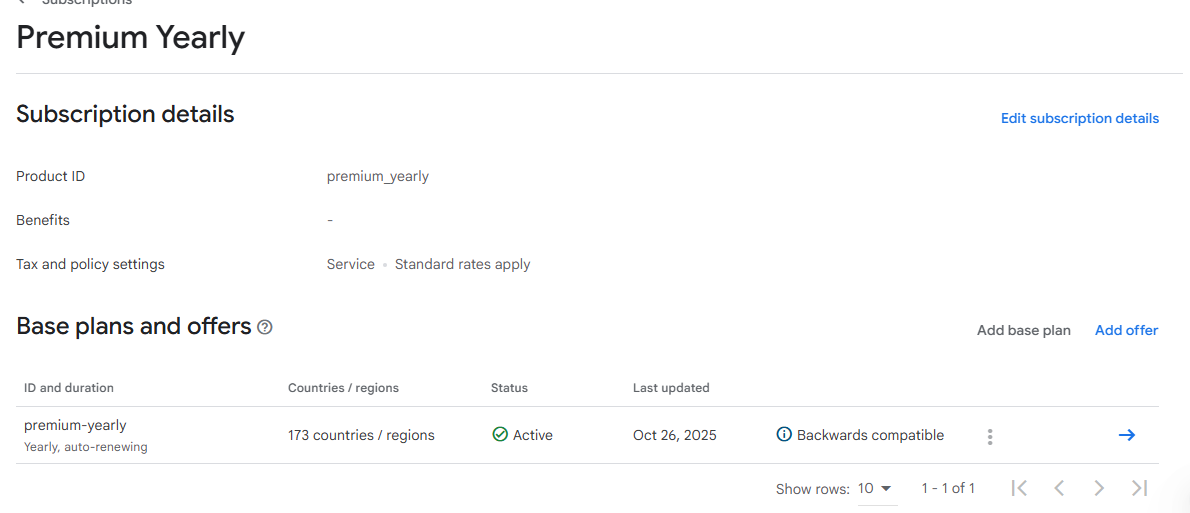 Subscriptions
Premium Yearly
Subscription details
Edit subscription details
Product ID premium_yearly
Benefits -
Tax and policy settings Service • Standard rates apply
Base plans and offers
Add base plan Add offer
ID and duration Countries / regions Status Last updated
premium-yearly
Yearly, auto-renewing
173 countries / regions Active Oct 26, 2025 Backwards compatible
Show rows: 10 1 - 1 of 1